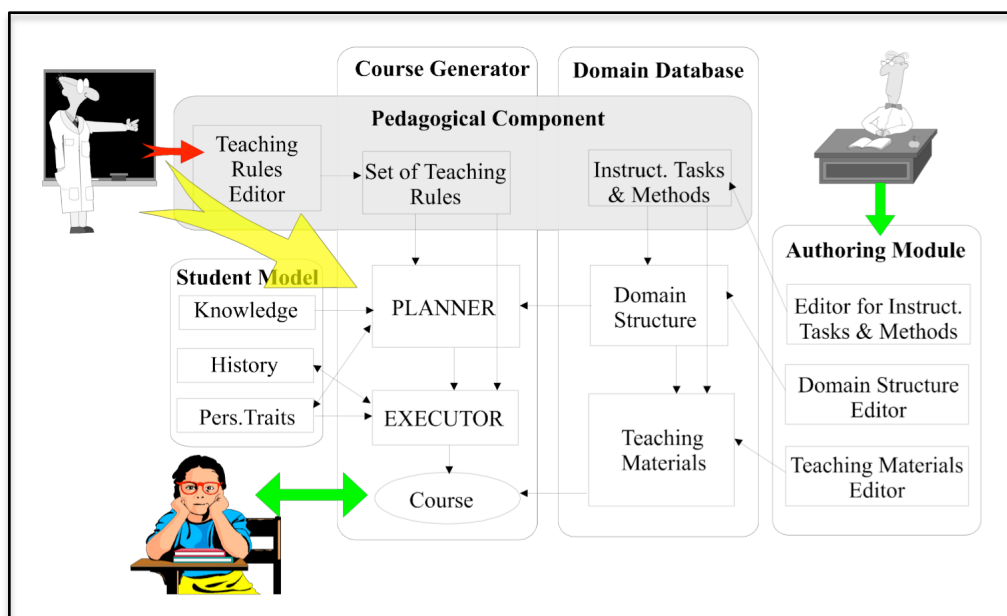 Course Generator
Domain Database
Pedagogical Component
Teaching
Rules
Editor
Set of Teaching
Rules
Instruct. Tasks
& Methods
Authoring Module
Student Model
Knowledge
PLANNER
Domain
Structure
Editor for Instruct.
Tasks & Methods
History
Domain Structure
Editor
Pers.Traits
EXECUTOR
Teaching
Materials
Teaching Materials
Editor
Course